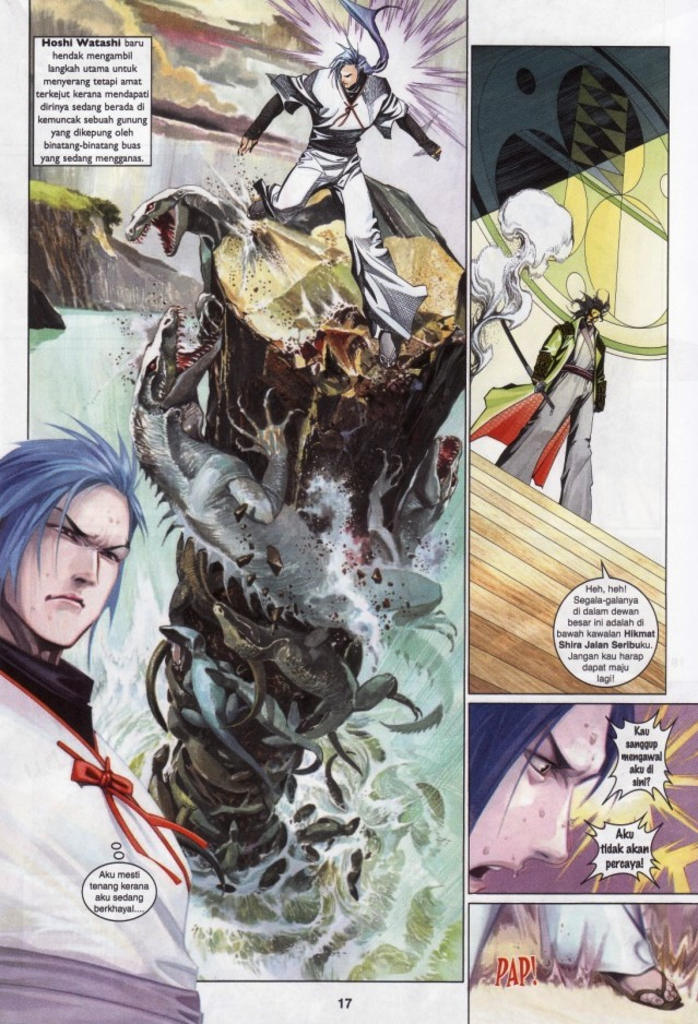 Hoshi Watashi baru
hendak mengambil
langkah utama untuk
menyerang tetapi amat
terkejut kerana mendapati
dirinya sedang berada di
kemuncak sebuah gunung
yang dikepung oleh
binatang-binatang buas
yang sedang mengganas.
Aku mesti
tenang kerana
aku sedang
berkhayal....
Heh, heh!
Segala-galanya
di dalam dewan
besar ini adalah di
bawah kawalan Hikmat
Shira Jalan Seribuku.
Jangan kau harap
dapat maju
lagi!
Kau
sanggup
mengawal
aku di
sini?
Aku
tidak akan
percaya!
PAP!
17